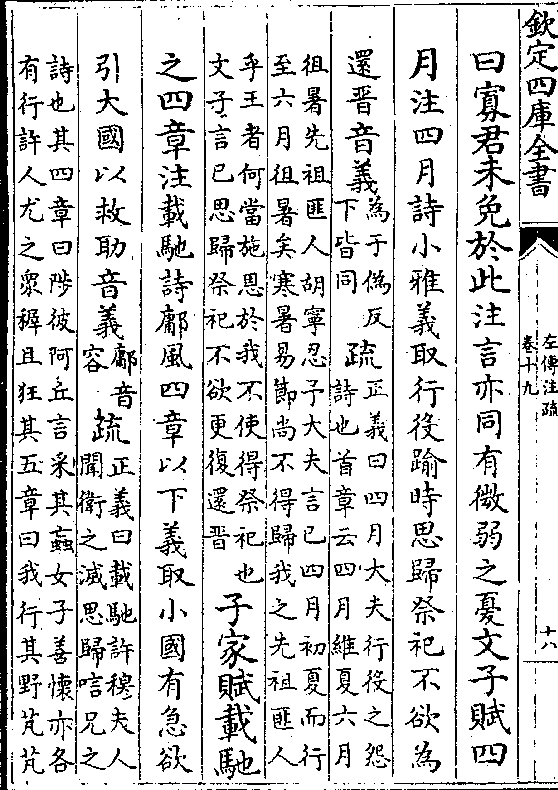 欽定四庫全書
左傳注疏
卷十九
十六
曰寡君未免於此注言亦同有微弱之憂文子賦四
月注四月詩小雅義取行役踰時思歸祭祀不欲為
還晉音義為于偽反
下皆同疏正義曰四月大夫行役之怨
詩也首章云四月維夏六月
徂暑先祖匪人胡寧忍予大夫言已四月初夏而行
至六月徂暑矣寒暑易節尚不得歸我之先祖匪人
乎王者何當施恩於我不使得祭祀也
文子言已思歸祭祀不欲更復還晉子家賦載馳
之四章注載馳詩鄘風四章以下義取小國有急欲
引大國以救助音義鄘音
容疏正義曰載馳許穆夫人
聞衛之滅思歸唁兄之
詩也其四章曰陟彼阿丘言采其蝱女子善懷亦各
有行許人尤之衆穉且狂其五章曰我行其野芃芃